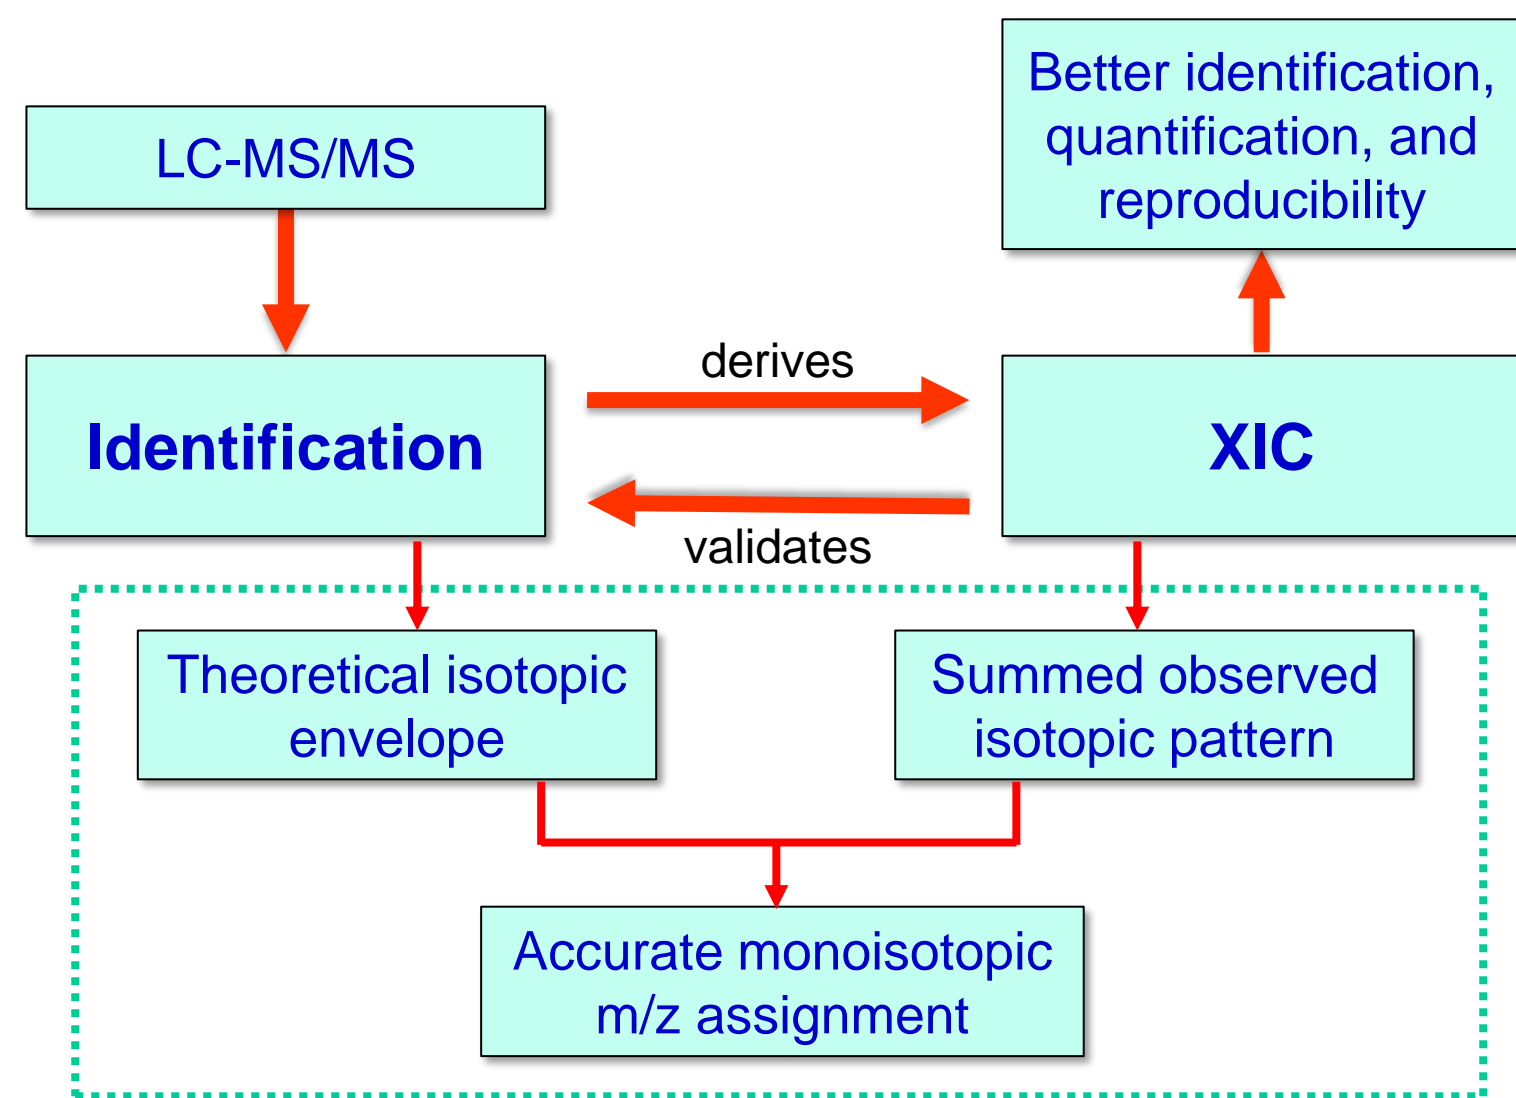 LC-MS/MS
Better identification,
quantification, and
reproducibility
Identification
derives
XIC
validates
Theoretical isotopic
envelope
Summed observed
isotopic pattern
Accurate monoisotopic
m/z assignment